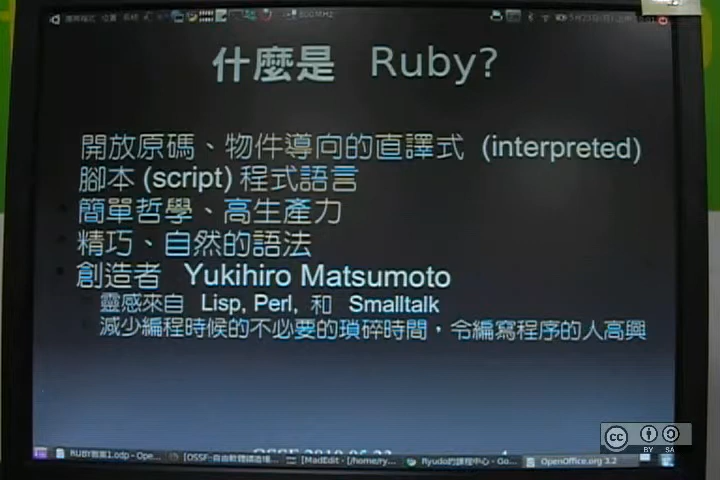 什麼是 Ruby?
開放原碼、物件導向的直譯式 (interpreted)
腳本 (script) 程式語言
簡單哲學、高生產力
精巧、自然的語法
創造者 Yukihiro Matsumoto
靈感來自 Lisp, Perl, 和 Smalltalk
減少編程時候的不必要的瑣碎時間，令編寫程序的人高興
cc BY SA
OpenOffice.org 3.2